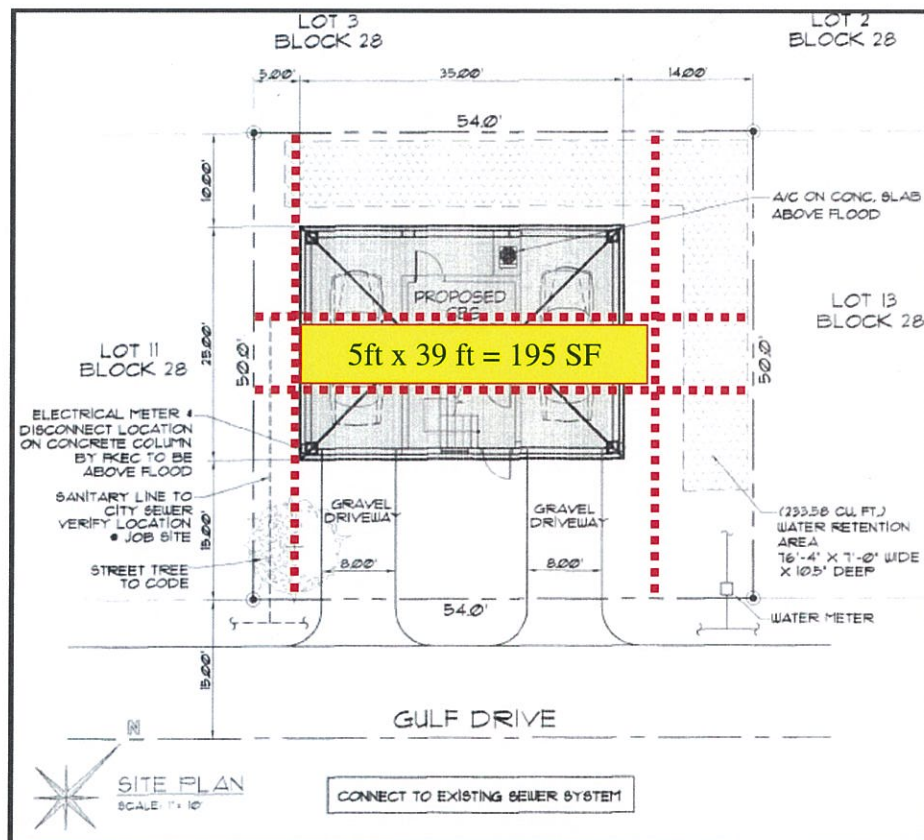 LOT 3
BLOCK 28
LOT 2
BLOCK 28
5.00'
35.00'
14.00'
54.0'
10.00'
A/C ON CONC. SLAB
ABOVE FLOOD
PROPOSED
LOT 13
BLOCK 28
25.00'
50.0'
5ft x 39 ft = 195 SF
50.0'
LOT 11
BLOCK 28
ELECTRICAL METER &
DISCONNECT LOCATION
ON CONCRETE COLUMN
BY FKEC TO BE
ABOVE FLOOD
SANITARY LINE TO
CITY SEWER
VERIFY LOCATION
● JOB SITE
STREET TREE
TO CODE
15.00'
GRAVEL
DRIVEWAY
8.00'
GRAVEL
DRIVEWAY
8.00'
(233.58 CU. FT.)
WATER RETENTION
AREA
76'-4" X 7'-0" WIDE
X 10.5" DEEP
WATER METER
54.0'
15.00'
GULF DRIVE
N
SITE PLAN
SCALE: 1" = 10'
CONNECT TO EXISTING SEWER SYSTEM